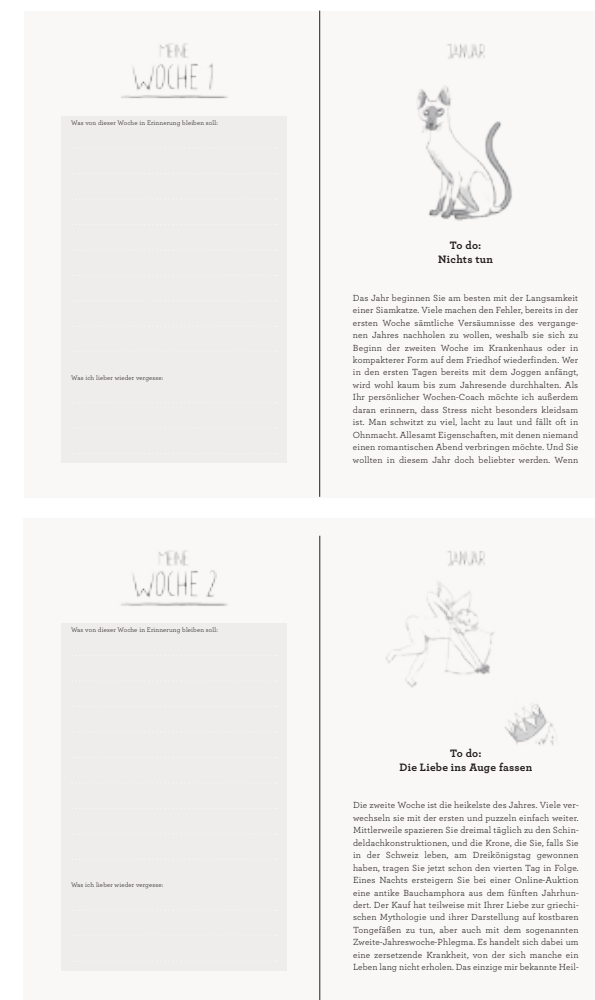 MEINE
WOCHE 1
Was von dieser Woche in Erinnerung bleiben soll:
Was ich lieber wieder vergesse:
JANUAR
To do:
Nichts tun
Das Jahr beginnen Sie am besten mit der Langsamkeit
einer Siamkatze. Viele machen den Fehler, bereits in der
ersten Woche sämtliche Versäumnisse des vergange-
nen Jahres nachholen zu wollen, weshalb sie sich zu
Beginn der zweiten Woche im Krankenhaus oder in
kompakterer Form auf dem Friedhof wiederfinden. Wer
in den ersten Tagen bereits mit dem Joggen anfängt,
wird wohl kaum bis zum Jahresende durchhalten. Als
Ihr persönlicher Wochen-Coach möchte ich außerdem
daran erinnern, dass Stress nicht besonders kleidsam
ist. Man schwitzt zu viel, lacht zu laut und fällt oft in
Ohnmacht. Allesamt Eigenschaften, mit denen niemand
einen romantischen Abend verbringen möchte. Und Sie
wollten in diesem Jahr doch beliebter werden. Wenn
MEINE
WOCHE 2
Was von dieser Woche in Erinnerung bleiben soll:
Was ich lieber wieder vergesse:
JANUAR
To do:
Die Liebe ins Auge fassen
Die zweite Woche ist die heikelste des Jahres. Viele ver-
wechseln sie mit der ersten und puzzeln einfach weiter.
Mittlerweile spazieren Sie dreimal täglich zu den Schin-
deldachkonstruktionen, und die Krone, die Sie, falls Sie
in der Schweiz leben, am Dreikönigstag gewonnen
haben, tragen Sie jetzt schon den vierten Tag in Folge.
Eines Nachts ersteigern Sie bei einer Online-Auktion
eine antike Bauchamphora aus dem fünften Jahrhun-
dert. Der Kauf hat teilweise mit Ihrer Liebe zur griechi-
schen Mythologie und ihrer Darstellung auf kostbaren
Tongefäßen zu tun, aber auch mit dem sogenannten
Zweite-Jahreswoche-Phlegma. Es handelt sich dabei um
eine zersetzende Krankheit, von der sich manche ein
Leben lang nicht erholen. Das einzige mir bekannte Heil-